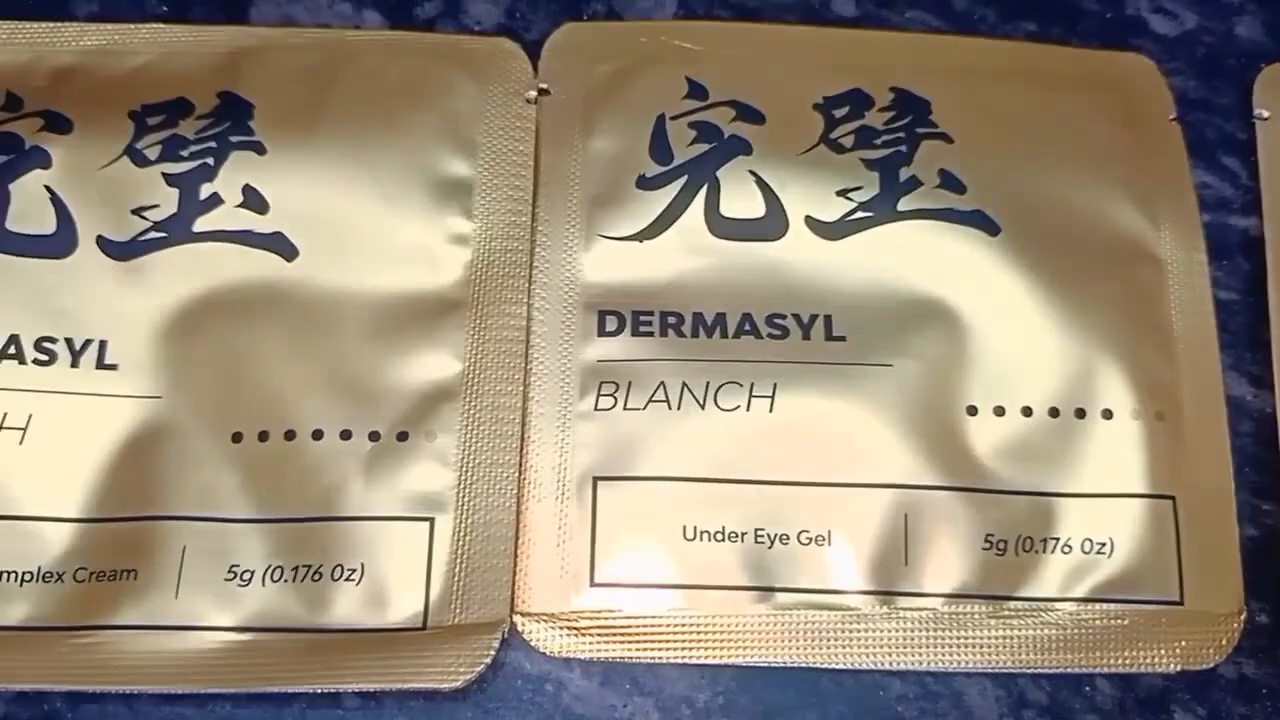 完璧
ASYL
H
mplex Cream
5g (0.176 Oz)
完璧
DERMASYL
BLANCH
Under Eye Gel
5g (0.176 Oz)